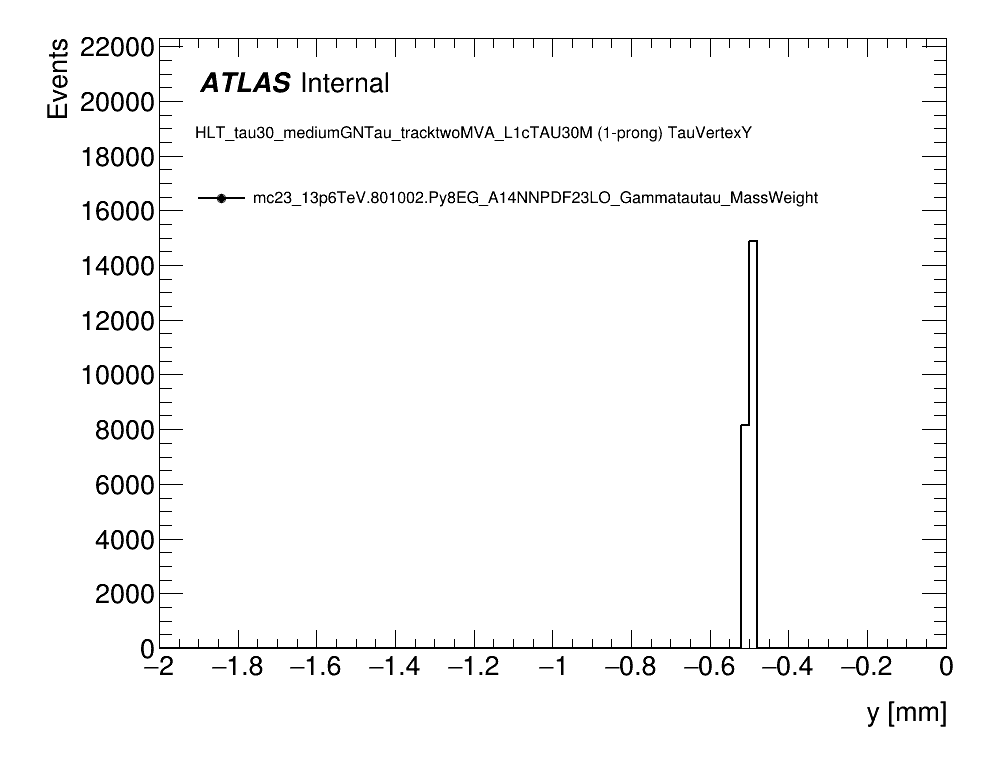 Events
22000
20000
18000
16000
14000
12000
10000
8000
6000
4000
2000
0
ATLAS Internal
HLT_tau30_mediumGNTau_tracktwoMVA_L1cTAU30M (1-prong) TauVertexY
mc23_13p6TeV.801002.Py8EG_A14NNPDF23LO_Gammatautau_MassWeight
−2 −1.8 −1.6 −1.4 −1.2 −1 −0.8 −0.6 −0.4 −0.2 0
y [mm]